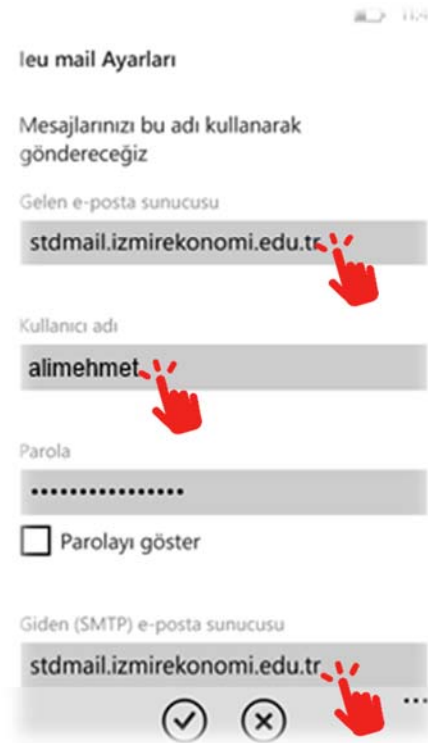 Ieu mail Ayarları
Mesajlarınızı bu adı kullanarak
göndereceğiz
Gelen e-posta sunucusu
stdmail.izmirekonomi.edu.tr
Kullanıcı adı
alimehmet
Parola
••••••••••••••••
Parolayı göster
Giden (SMTP) e-posta sunucusu
stdmail.izmirekonomi.edu.tr
...